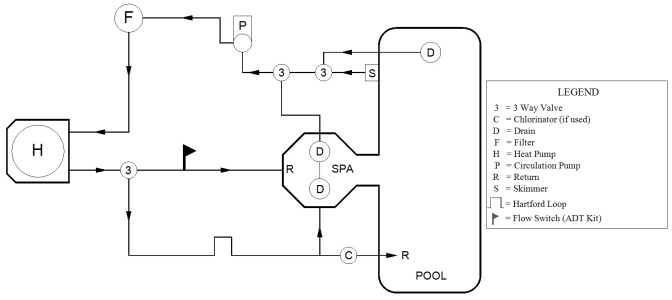 F
P
D
3
3
S
H
3
R
D
SPA
D
C
R
POOL
LEGEND
3 = 3 Way Valve
C = Chlorinator (if used)
D = Drain
F = Filter
H = Heat Pump
P = Circulation Pump
R = Return
S = Skimmer
= Hartford Loop
= Flow Switch (ADT Kit)